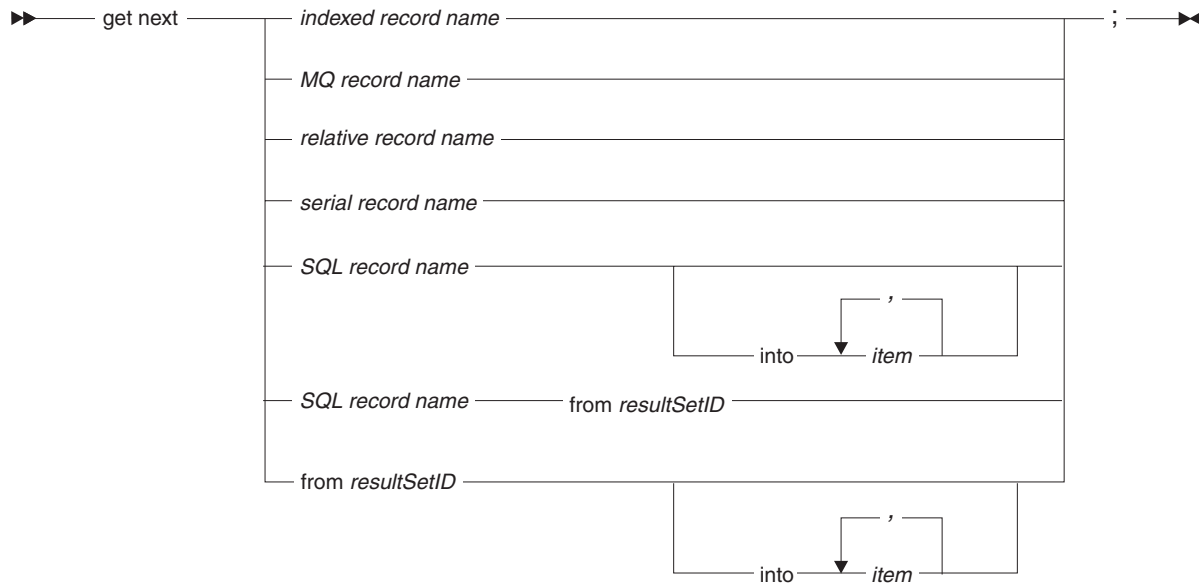 get next indexed record name ;
MQ record name
relative record name
serial record name
SQL record name
,
into item
SQL record name from resultSetID
from resultSetID
,
into item